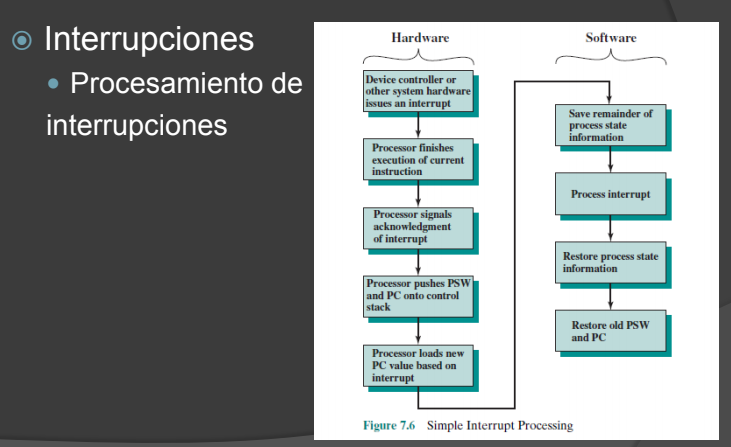 Interrupciones
Procesamiento de
interrupciones
Hardware
Device controller or
other system hardware
issues an interrupt
Processor finishes
execution of current
instruction
Processor signals
acknowledgment
of interrupt
Processor pushes PSW
and PC onto control
stack
Processor loads new
PC value based on
interrupt
Software
Save remainder of
process state
information
Process interrupt
Restore process state
information
Restore old PSW
and PC
Figure 7.6 Simple Interrupt Processing